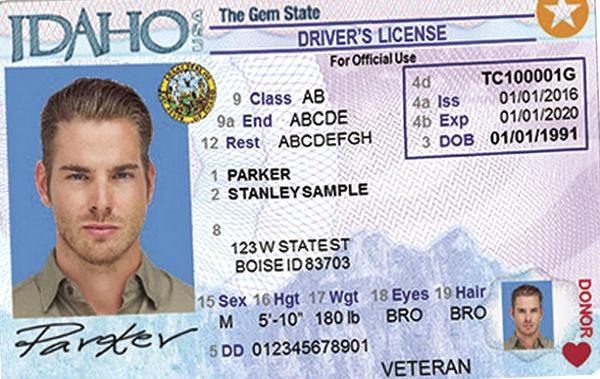 IDAHO USA The Gem State
DRIVER'S LICENSE
For Official Use
4d TC100001G
9 Class AB 4a Iss 01/01/2016
9a End ABCDE 4b Exp 01/01/2020
12 Rest ABCDEFGH 3 DOB 01/01/1991
1 PARKER
2 STANLEY SAMPLE
8
123 W STATE ST
BOISE ID 83703
15 Sex 16 Hgt 17 Wgt 18 Eyes 19 Hair
M 5'-10" 180 lb BRO BRO
Parker
5 DD 012345678901
VETERAN
DONOR